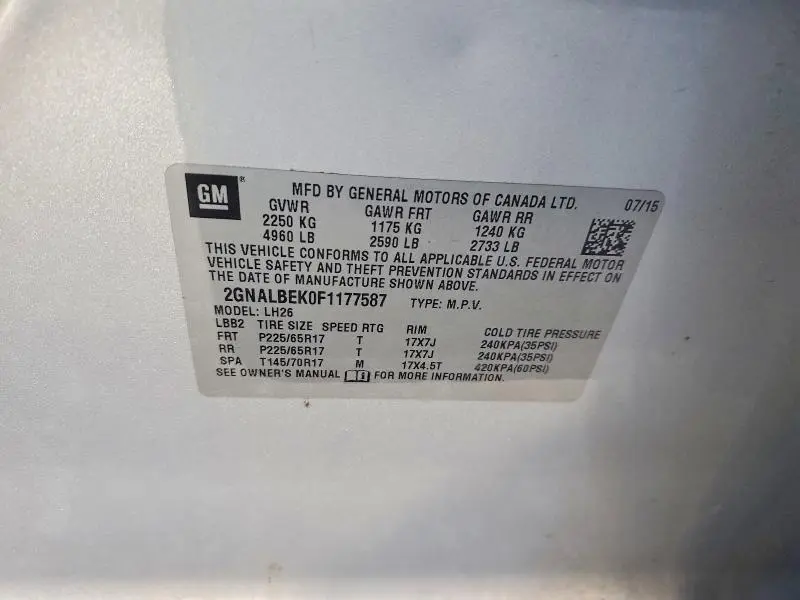 GM ®
MFD BY GENERAL MOTORS OF CANADA LTD. 07/15
GVWR GAWR FRT GAWR RR
2250 KG 1175 KG 1240 KG
4960 LB 2590 LB 2733 LB
THIS VEHICLE CONFORMS TO ALL APPLICABLE U.S. FEDERAL MOTOR
VEHICLE SAFETY AND THEFT PREVENTION STANDARDS IN EFFECT ON
THE DATE OF MANUFACTURE SHOWN ABOVE.
2GNALBEK0F1177587 TYPE: M.P.V.
MODEL: LH26
LBB2 TIRE SIZE SPEED RTG RIM COLD TIRE PRESSURE
FRT P225/65R17 T 17X7J 240KPA(35PSI)
RR P225/65R17 T 17X7J 240KPA(35PSI)
SPA T145/70R17 M 17X4.5T 420KPA(60PSI)
SEE OWNER'S MANUAL FOR MORE INFORMATION.